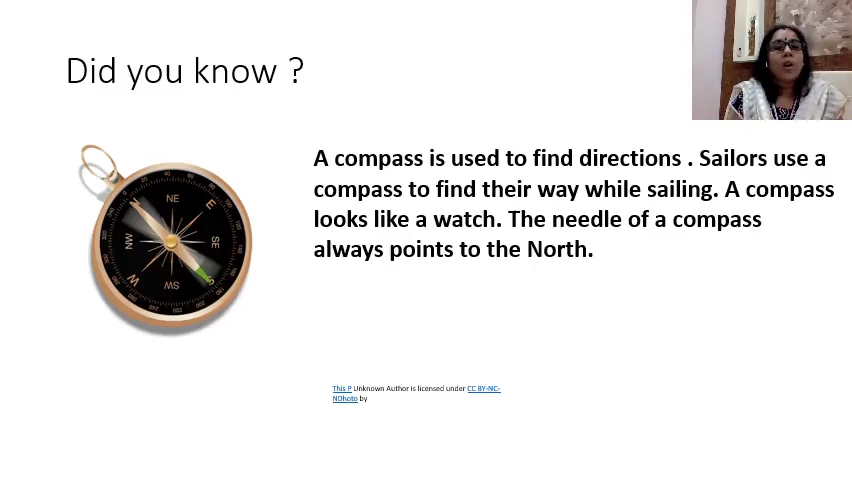 Did you know ?
A compass is used to find directions . Sailors use a
compass to find their way while sailing. A compass
looks like a watch. The needle of a compass
always points to the North.
NE
E
SE
SW
W
NW
This P Unknown Author is licensed under CC BY-NC-
NDhoto by